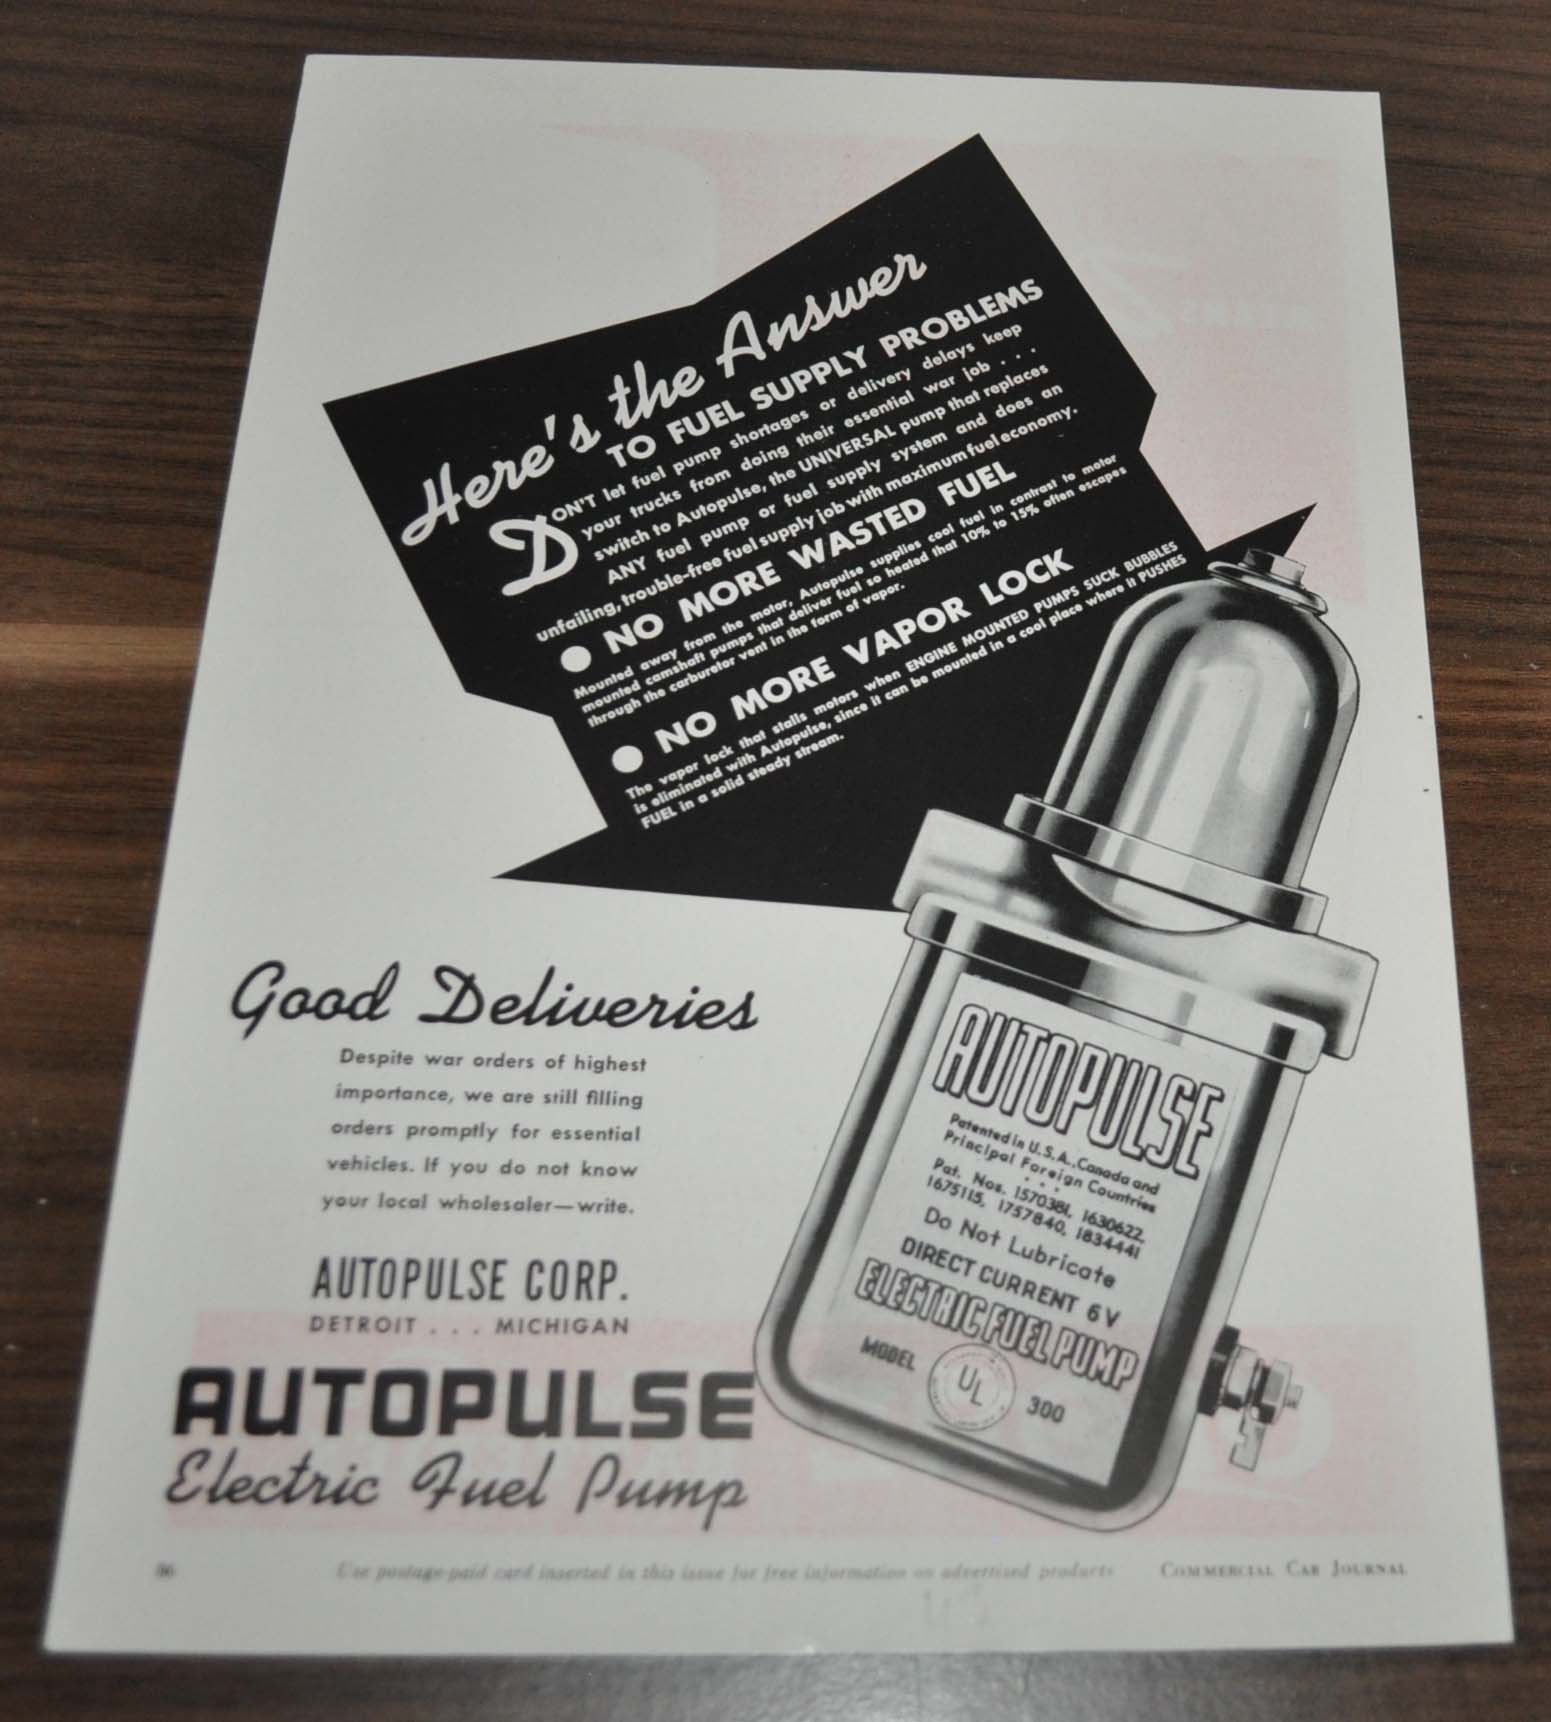 Here's the Answer
TO FUEL SUPPLY PROBLEMS
DON'T let fuel pump shortages or delivery delays keep
your trucks from doing their essential war job . . .
switch to Autopulse, the UNIVERSAL pump that replaces
ANY fuel pump or fuel supply system and does an
unfailing, trouble-free fuel supply job with maximum fuel economy.
● NO MORE WASTED FUEL
Mounted away from the motor, Autopulse supplies cool fuel in contrast to motor
mounted camshaft pumps that deliver fuel so heated that 10% to 15% often escapes
through the carburetor vent in the form of vapor.
● NO MORE VAPOR LOCK
The vapor lock that stalls motors when ENGINE MOUNTED PUMPS SUCK BUBBLES
is eliminated with Autopulse, since it can be mounted in a cool place where it PUSHES
FUEL in a solid steady stream.
Good Deliveries
Despite war orders of highest
importance, we are still filling
orders promptly for essential
vehicles. If you do not know
your local wholesaler—write.
AUTOPULSE CORP.
DETROIT . . . MICHIGAN
AUTOPULSE
Electric Fuel Pump
AUTOPULSE
Patented in U.S.A., Canada and
Principal Foreign Countries
. . .
Pat. Nos. 1570381, 1630622,
1675115, 1757840, 1834441
Do Not Lubricate
DIRECT CURRENT 6V
ELECTRIC FUEL PUMP
MODEL UL 300
86
Use postage-paid card inserted in this issue for free information on advertised products
COMMERCIAL CAR JOURNAL